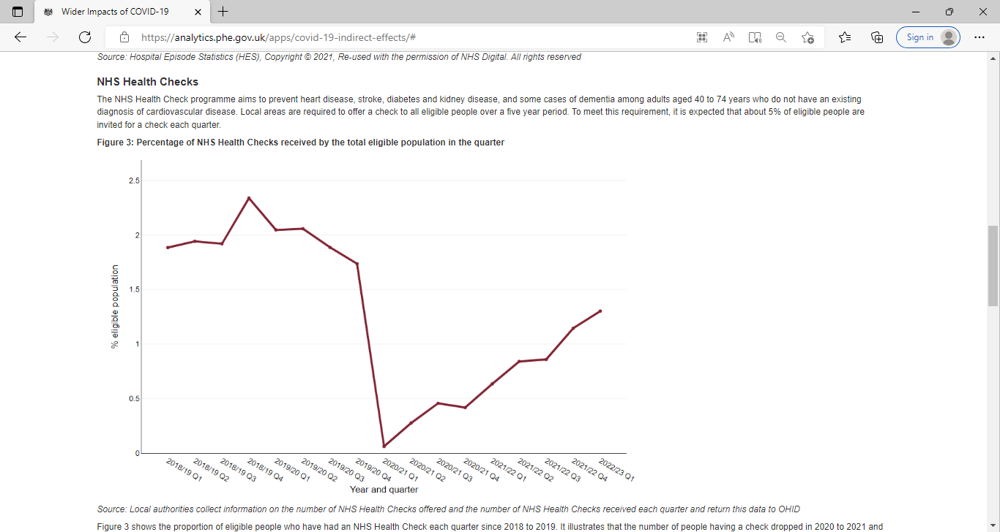 Wider Impacts of COVID-19
https://analytics.phe.gov.uk/apps/covid-19-indirect-effects/#
Sign in
Source: Hospital Episode Statistics (HES), Copyright © 2021, Re-used with the permission of NHS Digital. All rights reserved
NHS Health Checks
The NHS Health Check programme aims to prevent heart disease, stroke, diabetes and kidney disease, and some cases of dementia among adults aged 40 to 74 years who do not have an existing
diagnosis of cardiovascular disease. Local areas are required to offer a check to all eligible people over a five year period. To meet this requirement, it is expected that about 5% of eligible people are
invited for a check each quarter.
Figure 3: Percentage of NHS Health Checks received by the total eligible population in the quarter
% eligible population
2.5
2
1.5
1
0.5
0
2018/19 Q1
2018/19 Q2
2018/19 Q3
2018/19 Q4
2019/20 Q1
2019/20 Q2
2019/20 Q3
2019/20 Q4
2020/21 Q1
2020/21 Q2
2020/21 Q3
2020/21 Q4
2021/22 Q1
2021/22 Q2
2021/22 Q3
2021/22 Q4
2022/23 Q1
Year and quarter
Source: Local authorities collect information on the number of NHS Health Checks offered and the number of NHS Health Checks received each quarter and return this data to OHID
Figure 3 shows the proportion of eligible people who have had an NHS Health Check each quarter since 2018 to 2019. It illustrates that the number of people having a check dropped in 2020 to 2021 and